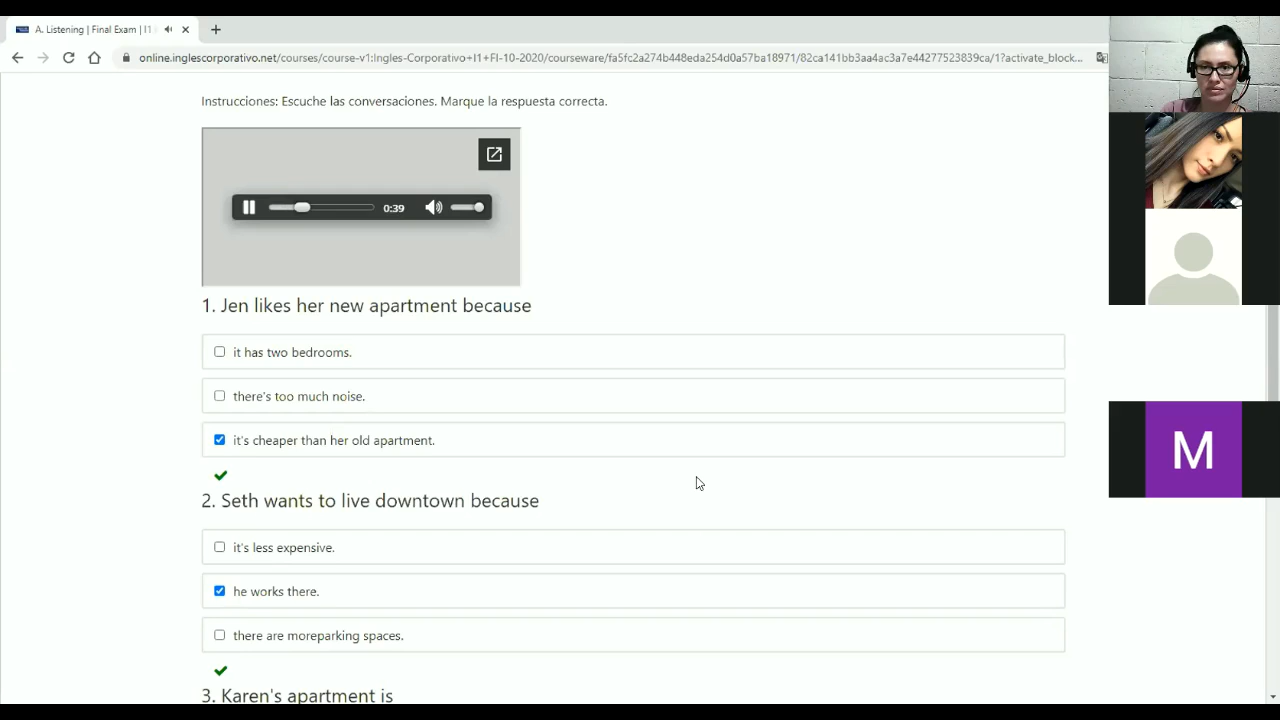 A. Listening | Final Exam | I1
online.inglescorporativo.net/courses/course-v1:Ingles-Corporativo+I1+FI-10-2020/courseware/fa5fc2a274b448eda254d0a57ba18971/82ca141bb3aa4ac3a7e44277523839ca/1?activate_block...
Instrucciones: Escuche las conversaciones. Marque la respuesta correcta.
0:39
1. Jen likes her new apartment because
it has two bedrooms.
there's too much noise.
it's cheaper than her old apartment.
M
2. Seth wants to live downtown because
it's less expensive.
he works there.
there are moreparking spaces.
3. Karen's apartment is